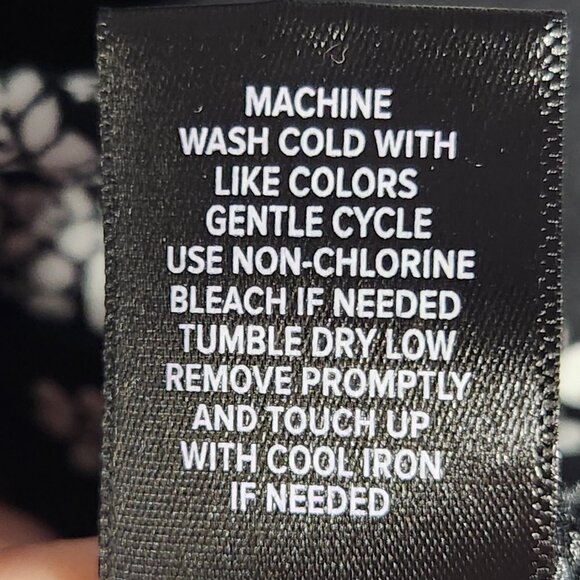 MACHINE
WASH COLD WITH
LIKE COLORS
GENTLE CYCLE
USE NON-CHLORINE
BLEACH IF NEEDED
TUMBLE DRY LOW
REMOVE PROMPTLY
AND TOUCH UP
WITH COOL IRON
IF NEEDED